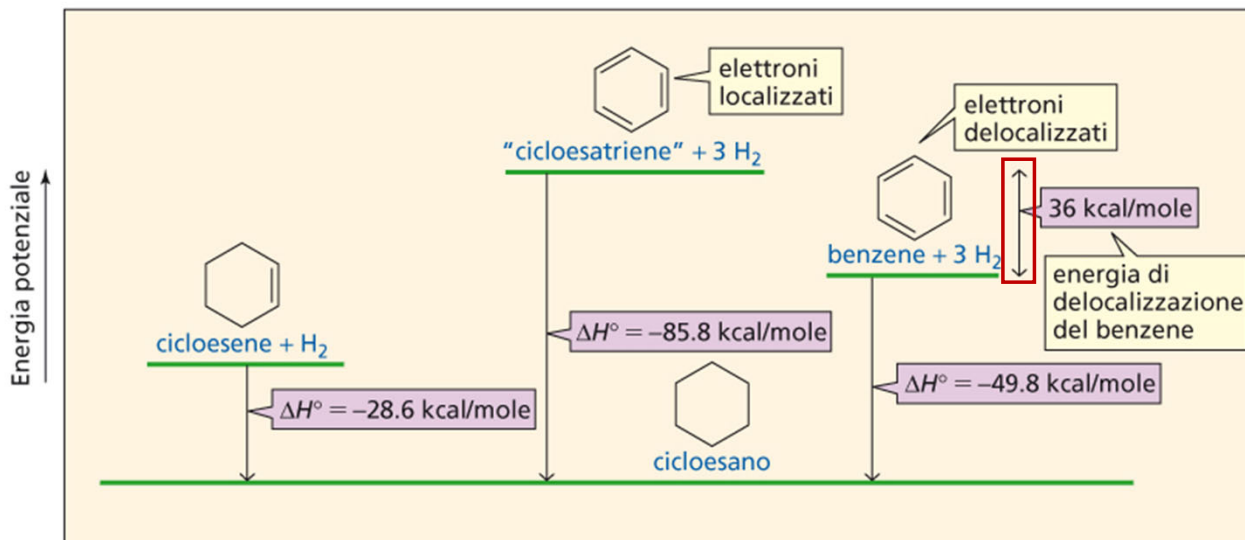 elettroni
localizzati
"cicloesatriene" + 3 H₂
elettroni
delocalizzati
36 kcal/mole
benzene + 3 H₂
energia di
delocalizzazione
del benzene
Energia potenziale
cicloesene + H₂
ΔH° = –85.8 kcal/mole
ΔH° = –49.8 kcal/mole
ΔH° = –28.6 kcal/mole
cicloesano